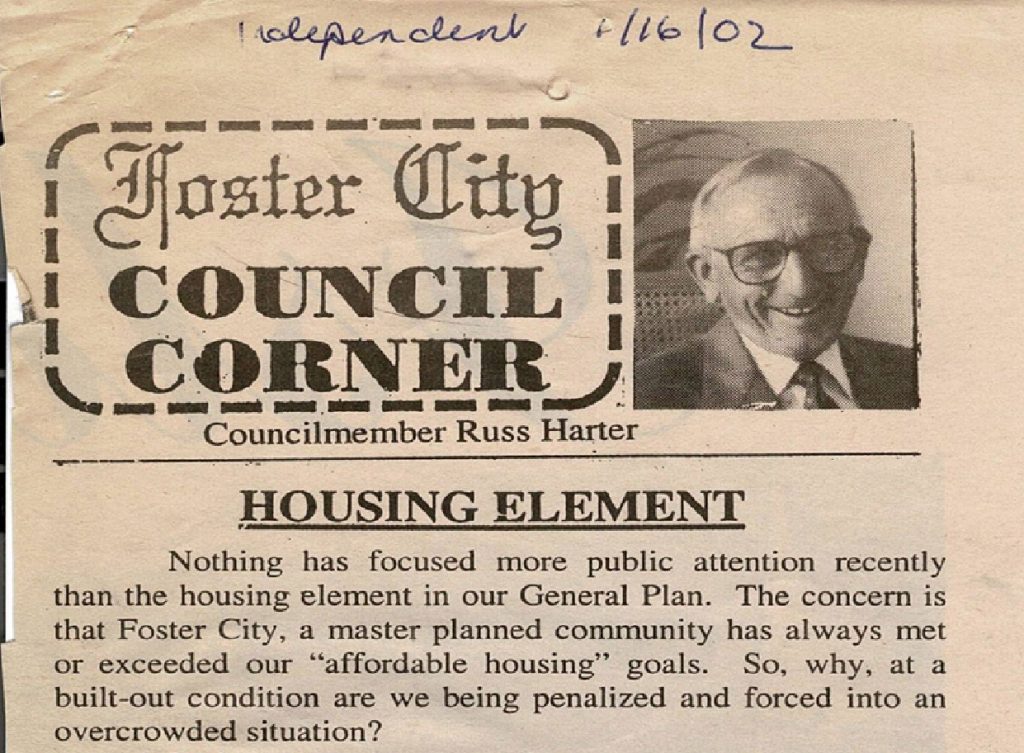 Independent /16/02
Foster City
COUNCIL
CORNER
Councilmember Russ Harter
HOUSING ELEMENT
Nothing has focused more public attention recently
than the housing element in our General Plan. The concern is
that Foster City, a master planned community has always met
or exceeded our “affordable housing” goals. So, why, at a
built-out condition are we being penalized and forced into an
overcrowded situation?